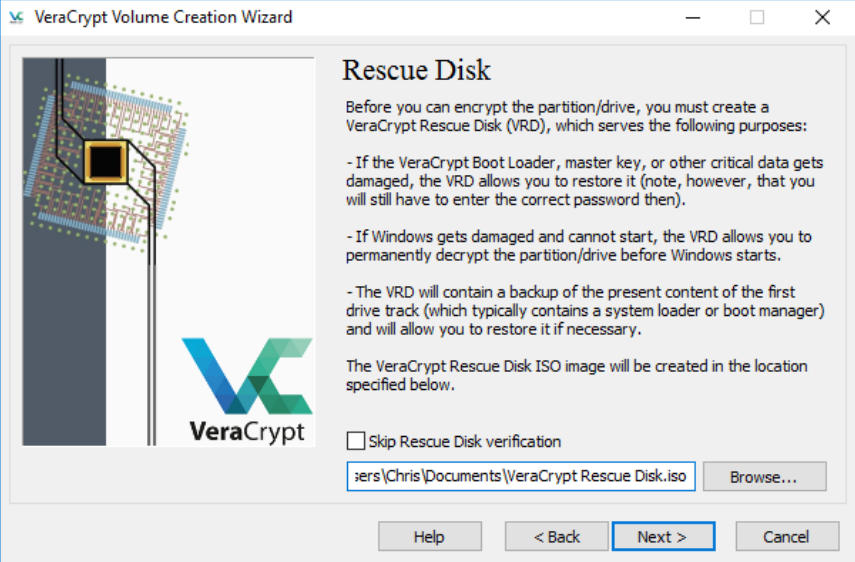 VeraCrypt Volume Creation Wizard
Rescue Disk
Before you can encrypt the partition/drive, you must create a
VeraCrypt Rescue Disk (VRD), which serves the following purposes:
- If the VeraCrypt Boot Loader, master key, or other critical data gets
damaged, the VRD allows you to restore it (note, however, that you
will still have to enter the correct password then).
- If Windows gets damaged and cannot start, the VRD allows you to
permanently decrypt the partition/drive before Windows starts.
- The VRD will contain a backup of the present content of the first
drive track (which typically contains a system loader or boot manager)
and will allow you to restore it if necessary.
The VeraCrypt Rescue Disk ISO image will be created in the location
specified below.
VeraCrypt
Skip Rescue Disk verification
sers\Chris\Documents\VeraCrypt Rescue Disk.iso
Browse...
Help
< Back
Next >
Cancel